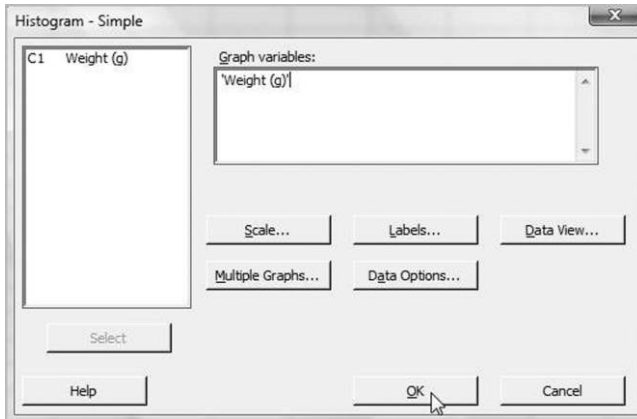 Histogram - Simple
C1 Weight (g)
Graph variables:
'Weight (g)'
Scale...
Labels...
Data View...
Multiple Graphs...
Data Options...
Select
Help
OK
Cancel